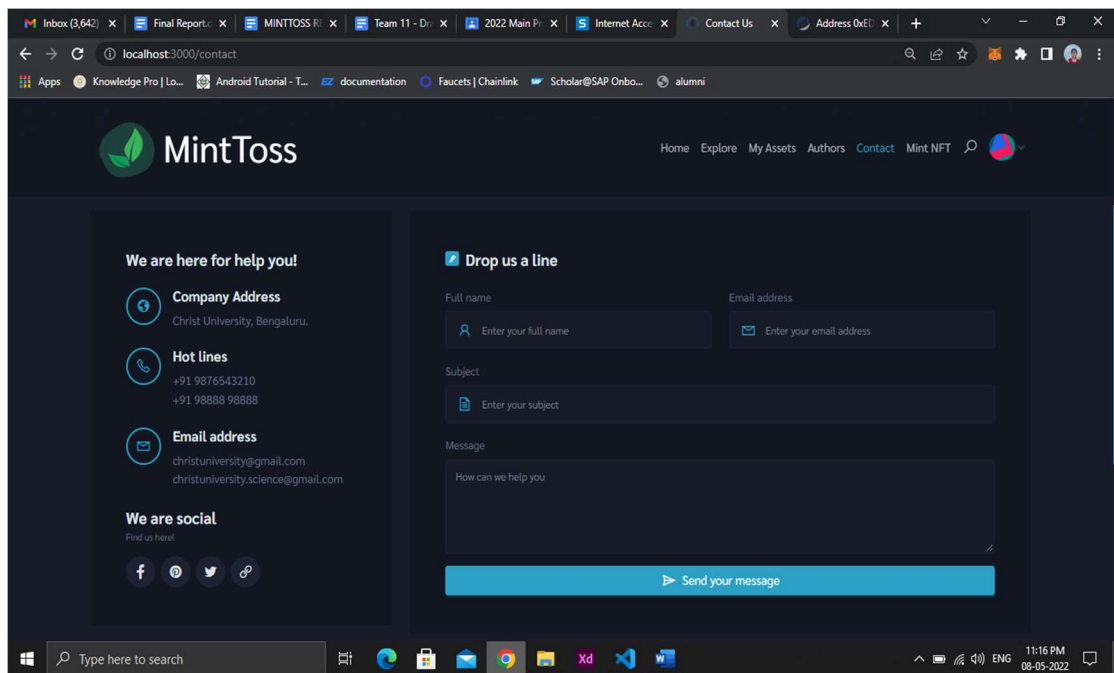 Inbox (3,642)
Final Report.
MINTTOSS R
Team 11 - Dr
2022 Main Pr
Internet Acce
Contact Us
Address 0xED
localhost:3000/contact
Apps
Knowledge Pro | Lo...
Android Tutorial - T...
EZ documentation
Faucets | Chainlink
Scholar@SAP Onbo...
alumni
MintToss
Home Explore My Assets Authors Contact Mint NFT
We are here for help you!
Company Address
Christ University, Bengaluru.
Hot lines
+91 9876543210
+91 98888 98888
Email address
christuniversity@gmail.com
christuniversity.science@gmail.com
We are social
Find us here!
Drop us a line
Full name
Enter your full name
Email address
Enter your email address
Subject
Enter your subject
Message
How can we help you
Send your message
Type here to search
Xd
ENG
11:16 PM
08-05-2022